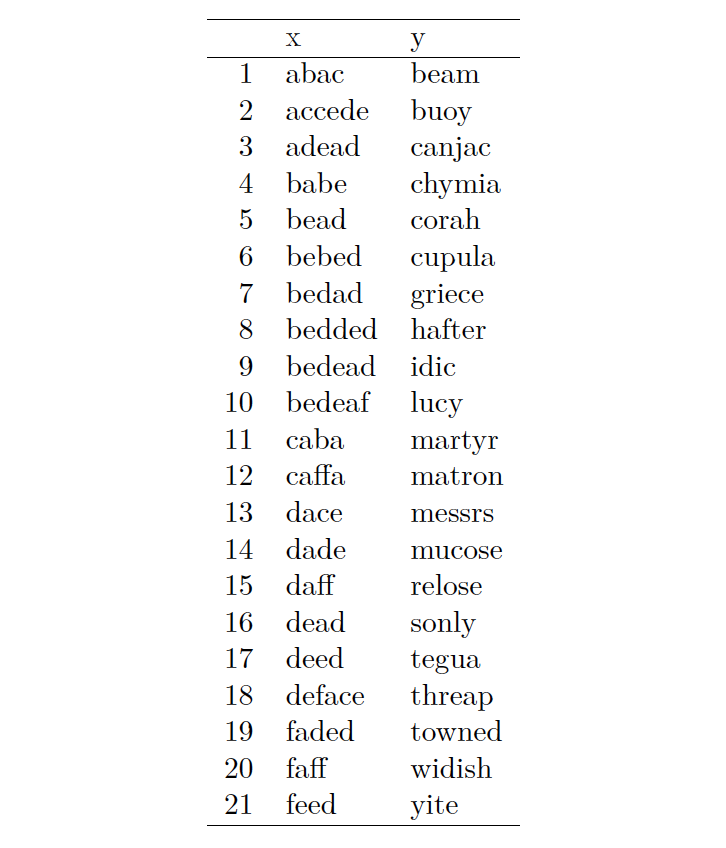 x y
1 abac beam
2 accede buoy
3 adead canjac
4 babe chymia
5 bead corah
6 bebed cupula
7 bedad griece
8 bedded hafter
9 bedead idic
10 bedeaf lucy
11 caba martyr
12 caffa matron
13 dace messrs
14 dade mucose
15 daff relose
16 dead sonly
17 deed tegua
18 deface threap
19 faded towned
20 faff widish
21 feed yite